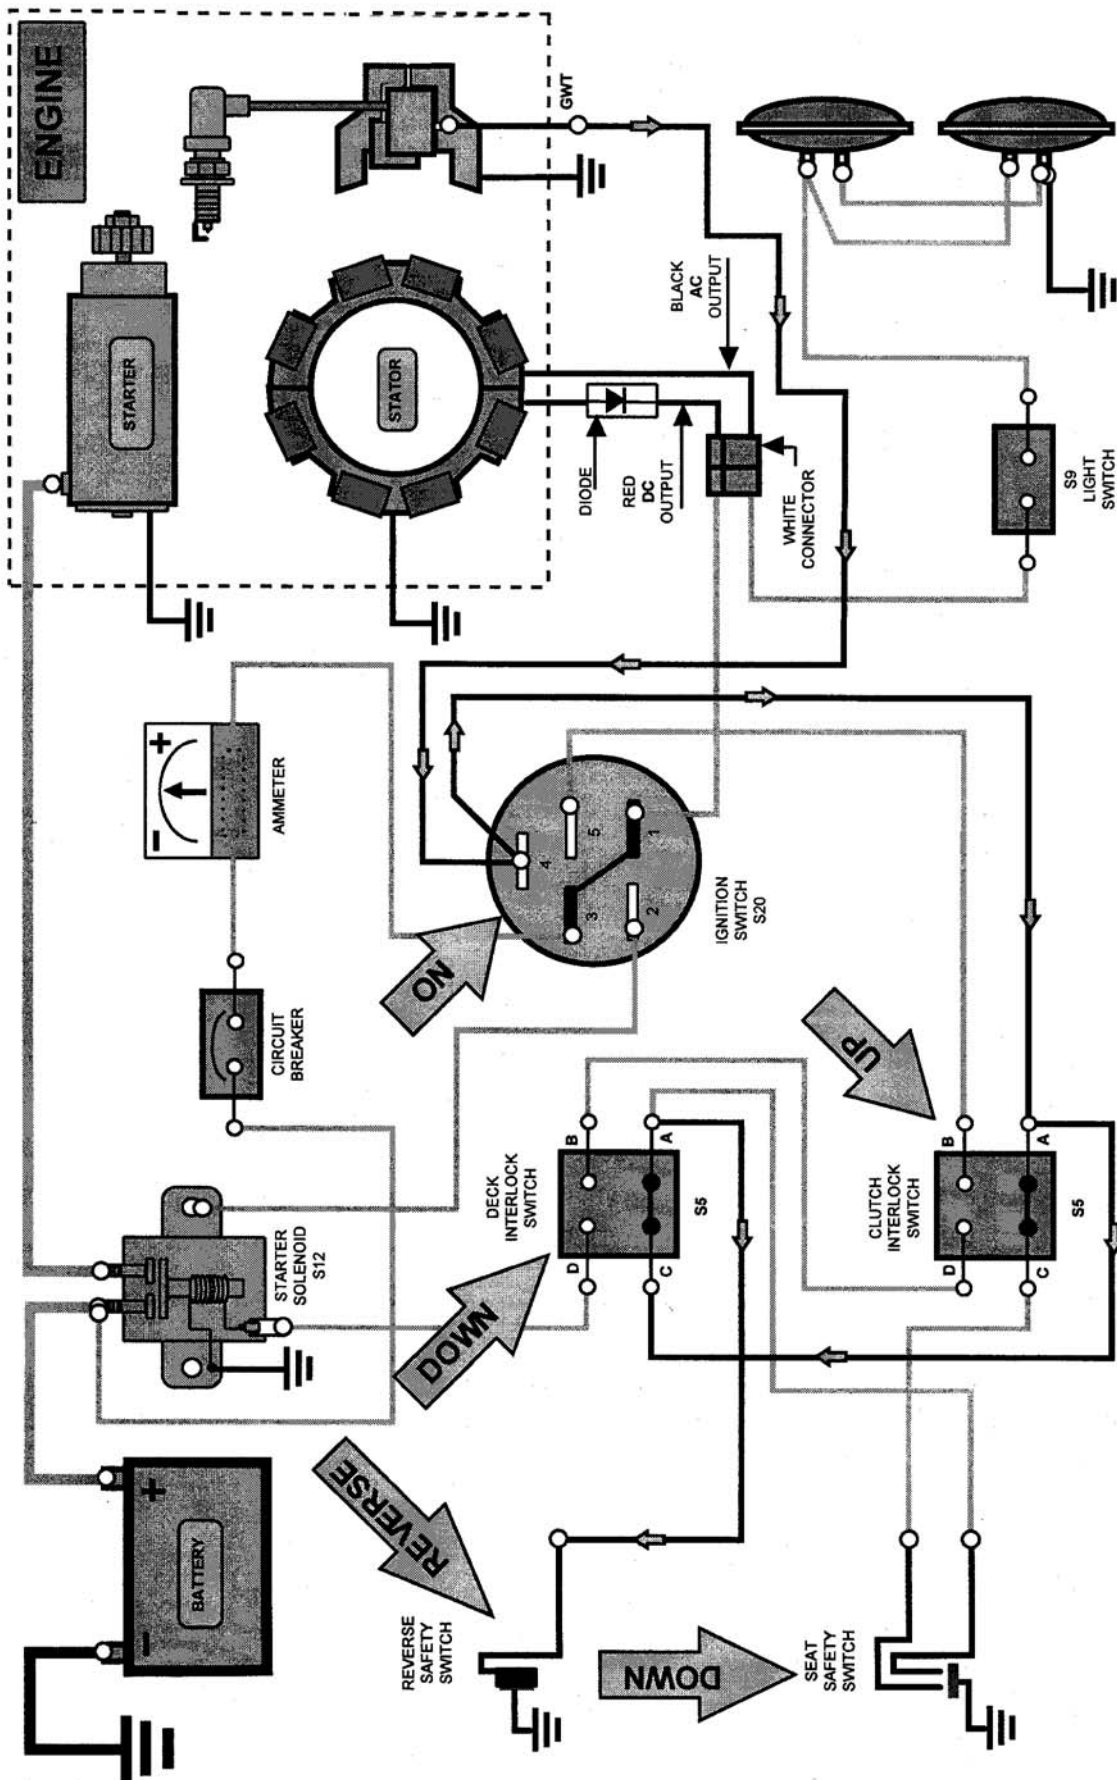 ENGINE
STARTER
STATOR
GWT
BLACK
AC
OUTPUT
DIODE
RED
DC
OUTPUT
WHITE
CONNECTOR
S9
LIGHT
SWITCH
+
-
AMMETER
CIRCUIT
BREAKER
ON
4
5
3
1
2
IGNITION
SWITCH
S20
STARTER
SOLENOID
S12
DECK
INTERLOCK
SWITCH
B
A
D
C
S5
DOWN
UP
CLUTCH
INTERLOCK
SWITCH
B
A
D
C
S5
+
-
BATTERY
REVERSE
REVERSE
SAFETY
SWITCH
DOWN
SEAT
SAFETY
SWITCH